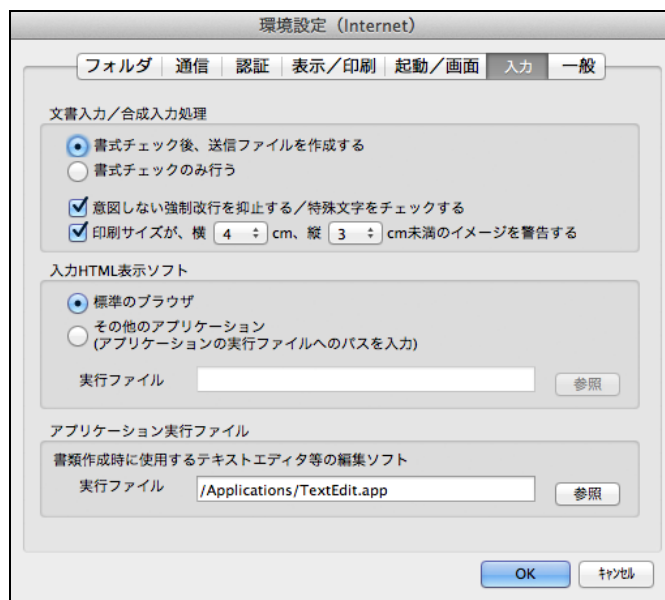 環境設定（Internet）
フォルダ 通信 認証 表示／印刷 起動／画面 入力 一般
文書入力／合成入力処理
書式チェック後、送信ファイルを作成する
書式チェックのみ行う
意図しない強制改行を抑止する／特殊文字をチェックする
印刷サイズが、横 4 cm、縦 3 cm未満のイメージを警告する
入力HTML表示ソフト
標準のブラウザ
その他のアプリケーション
(アプリケーションの実行ファイルへのパスを入力)
実行ファイル 参照
アプリケーション実行ファイル
書類作成時に使用するテキストエディタ等の編集ソフト
実行ファイル /Applications/TextEdit.app 参照
OK ｷｬﾝｾﾙ